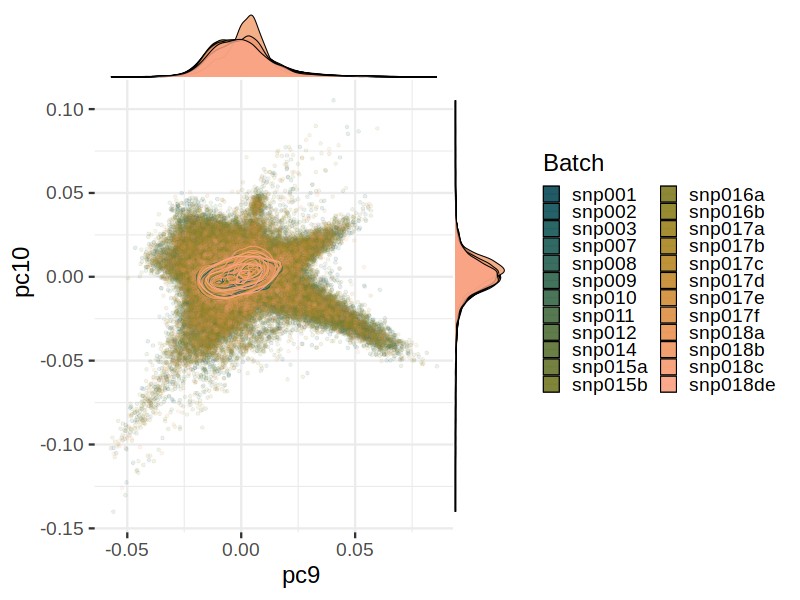 0.10
0.05
0.00
-0.05
-0.10
-0.15
pc10
-0.05 0.00 0.05
pc9
Batch
snp001 snp016a
snp002 snp016b
snp003 snp017a
snp007 snp017b
snp008 snp017c
snp009 snp017d
snp010 snp017e
snp011 snp017f
snp012 snp018a
snp014 snp018b
snp015a snp018c
snp015b snp018de